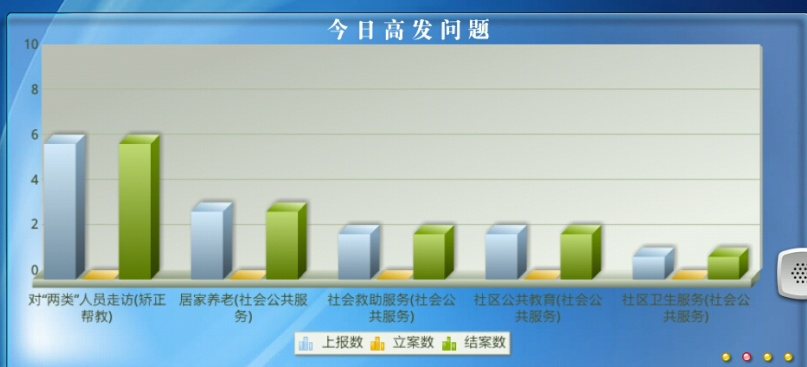 今日高发问题
10
8
6
4
2
0
对“两类”人员走访(矫正
帮教)
居家养老(社会公共服
务)
社会救助服务(社会公
共服务)
社区公共教育(社会公
共服务)
社区卫生服务(社会公
共服务)
上报数 立案数 结案数